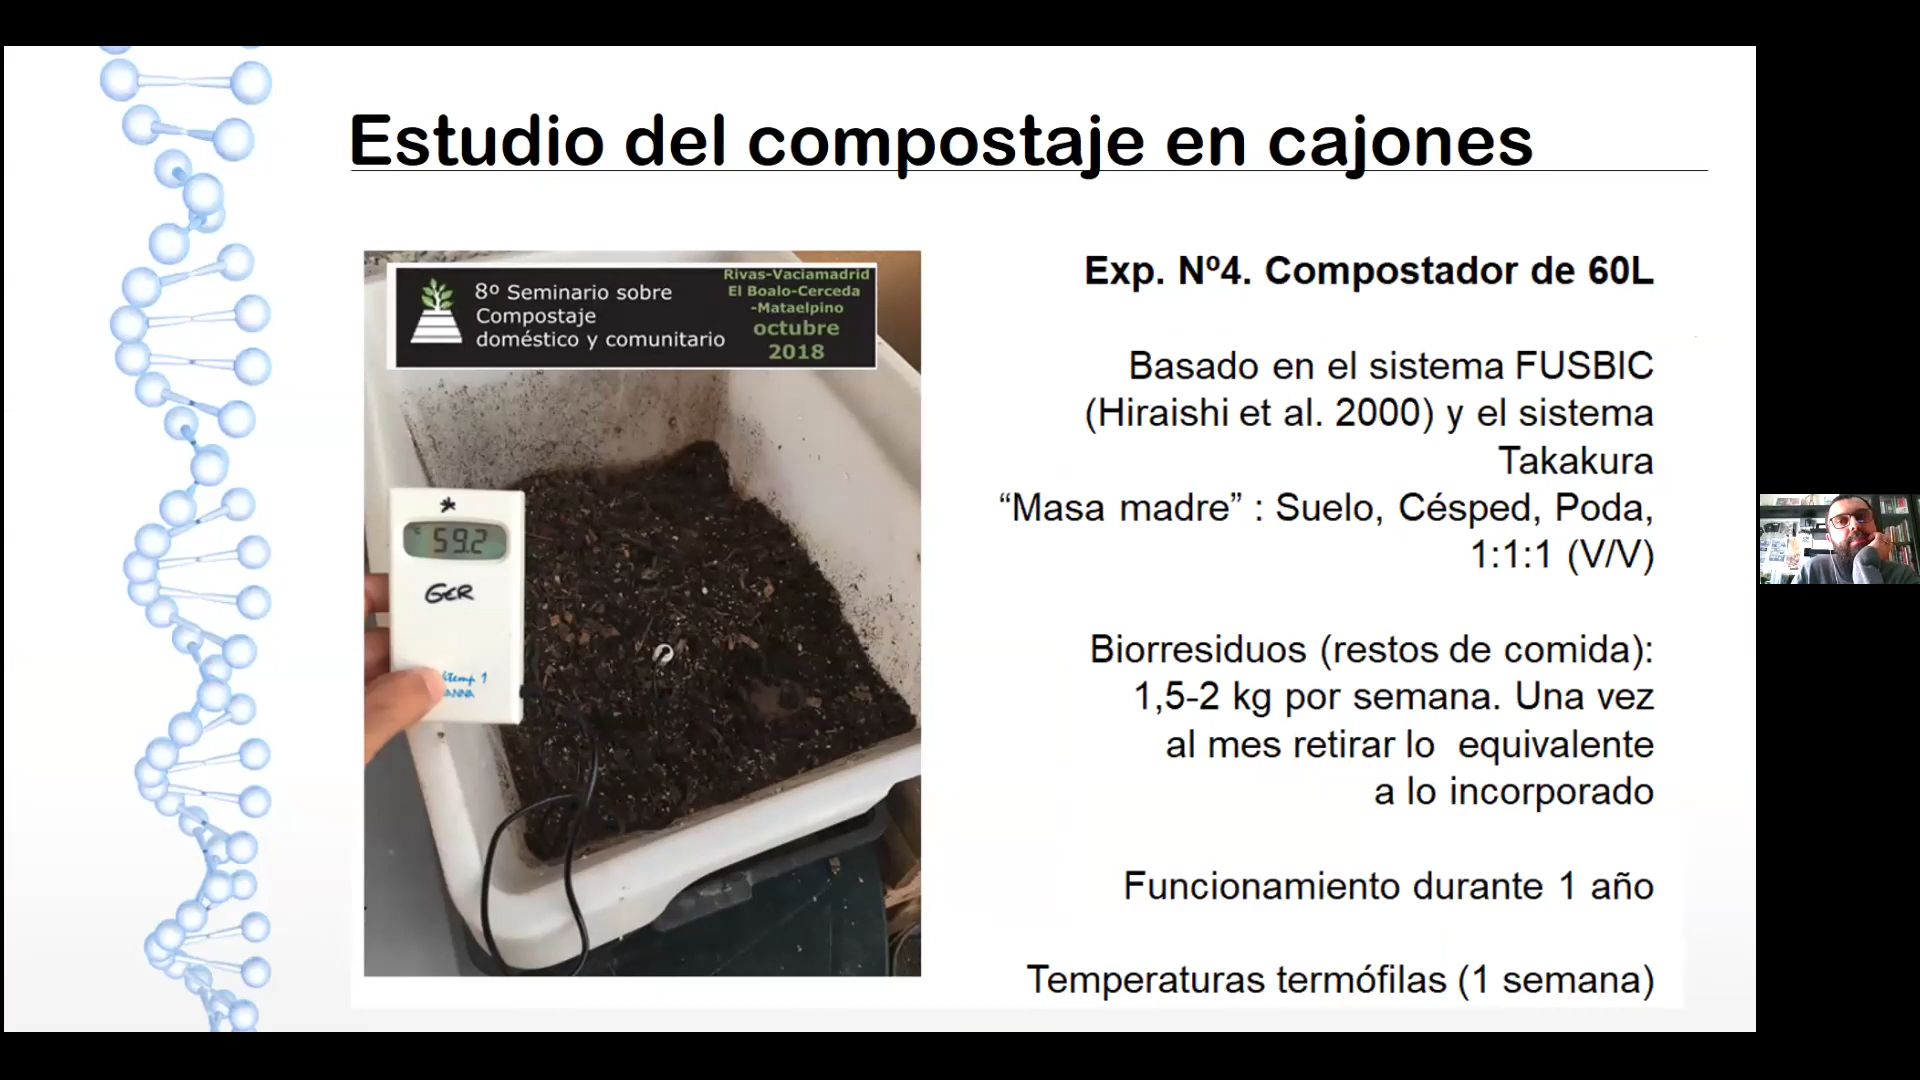 Estudio del compostaje en cajones
8º Seminario sobre
Compostaje
doméstico y comunitario
Rivas-Vaciamadrid
El Boalo-Cerceda
-Mataelpino
octubre
2018
59.2
GER
temp 1
Exp. Nº4. Compostador de 60L
Basado en el sistema FUSBIC
(Hiraishi et al. 2000) y el sistema
Takakura
“Masa madre” : Suelo, Césped, Poda,
1:1:1 (V/V)
Biorresiduos (restos de comida):
1,5-2 kg por semana. Una vez
al mes retirar lo equivalente
a lo incorporado
Funcionamiento durante 1 año
Temperaturas termófilas (1 semana)